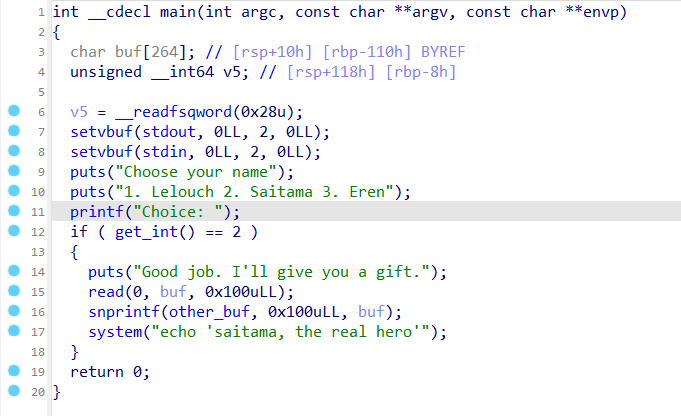 1 int __cdecl main(int argc, const char **argv, const char **envp)
2 {
3   char buf[264]; // [rsp+10h] [rbp-110h] BYREF
4   unsigned __int64 v5; // [rsp+118h] [rbp-8h]
5
6   v5 = __readfsqword(0x28u);
7   setvbuf(stdout, 0LL, 2, 0LL);
8   setvbuf(stdin, 0LL, 2, 0LL);
9   puts("Choose your name");
10   puts("1. Lelouch 2. Saitama 3. Eren");
11   printf("Choice: ");
12   if ( get_int() == 2 )
13   {
14     puts("Good job. I'll give you a gift.");
15     read(0, buf, 0x100uLL);
16     snprintf(other_buf, 0x100uLL, buf);
17     system("echo 'saitama, the real hero'");
18   }
19   return 0;
20 }